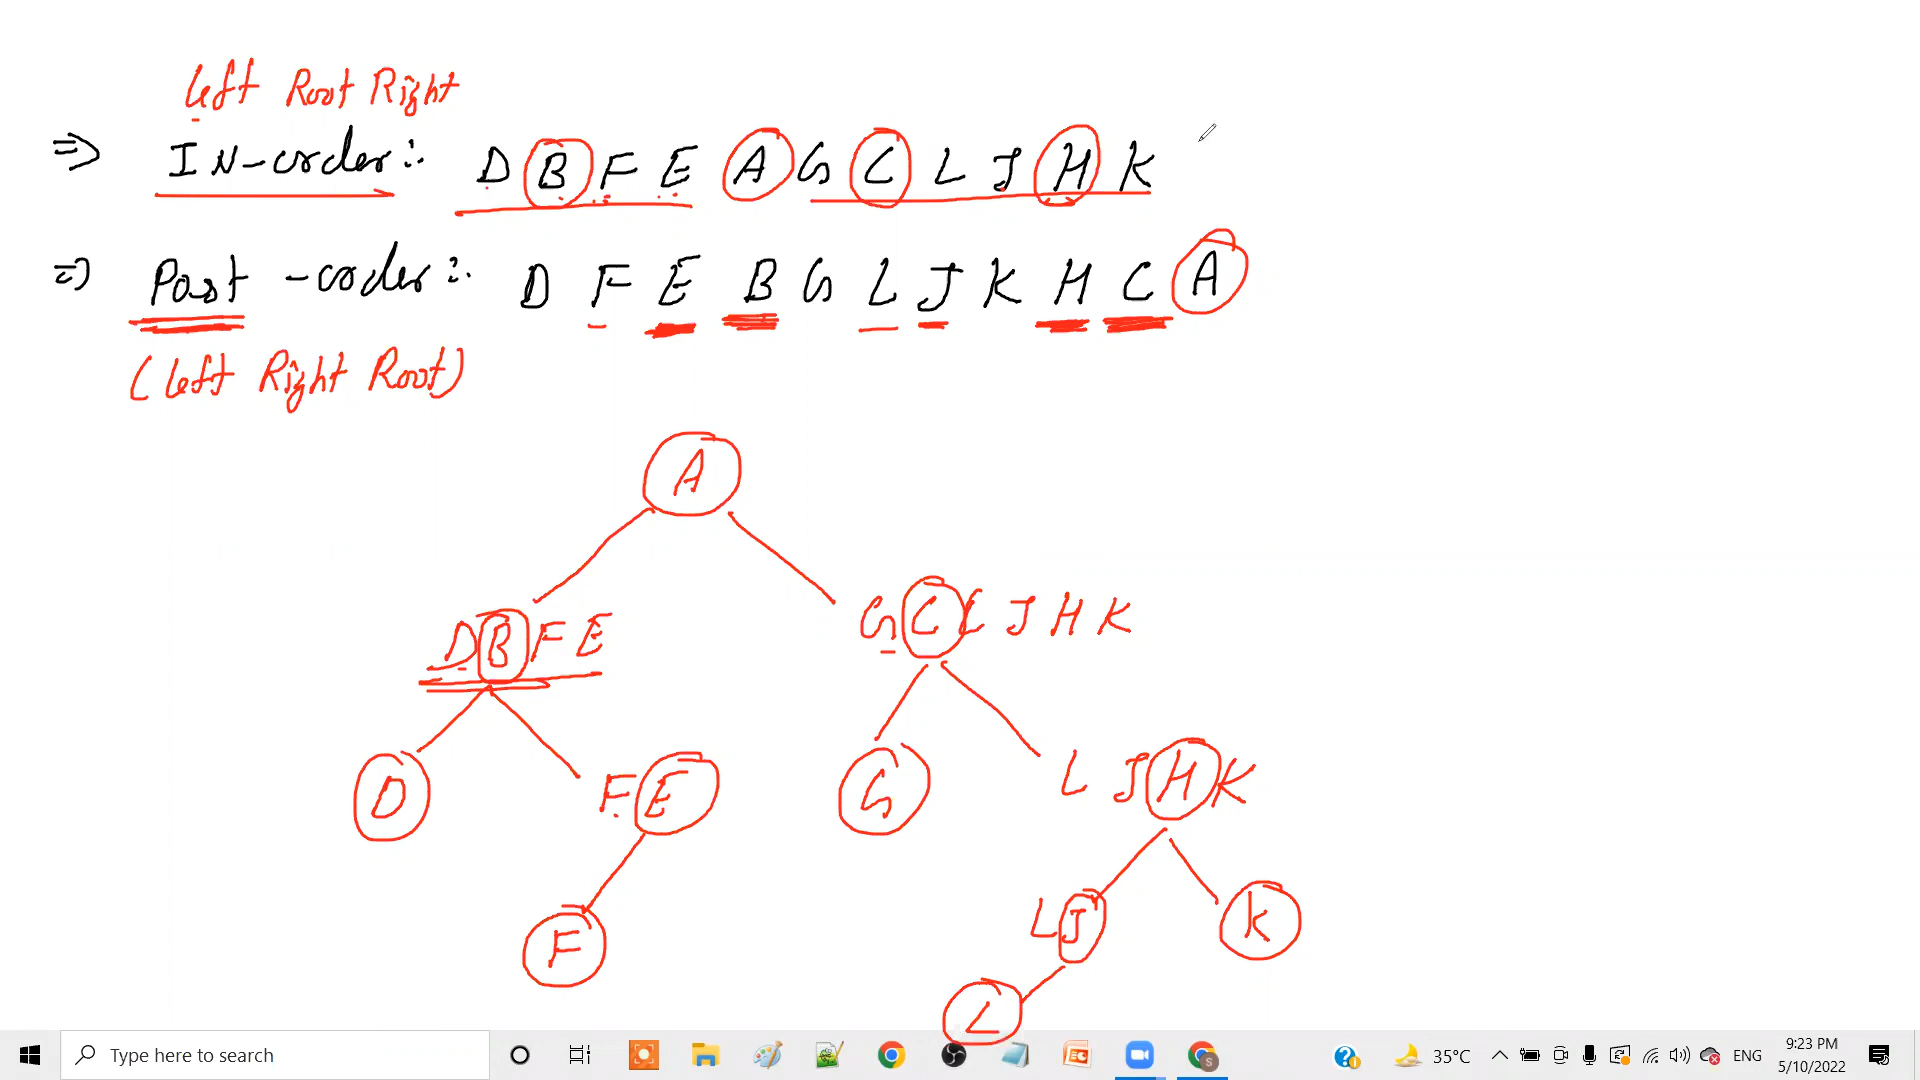 Left Root Right
⇒ IN-order:- D B F E A G C L J H K
⇒ Post-order:- D F E B G L J K H C A
(Left Right Root)
A
D B F E G C L J H K
D F E G L J H K
F L J K
L
Type here to search
35°C
ENG
9:23 PM
5/10/2022